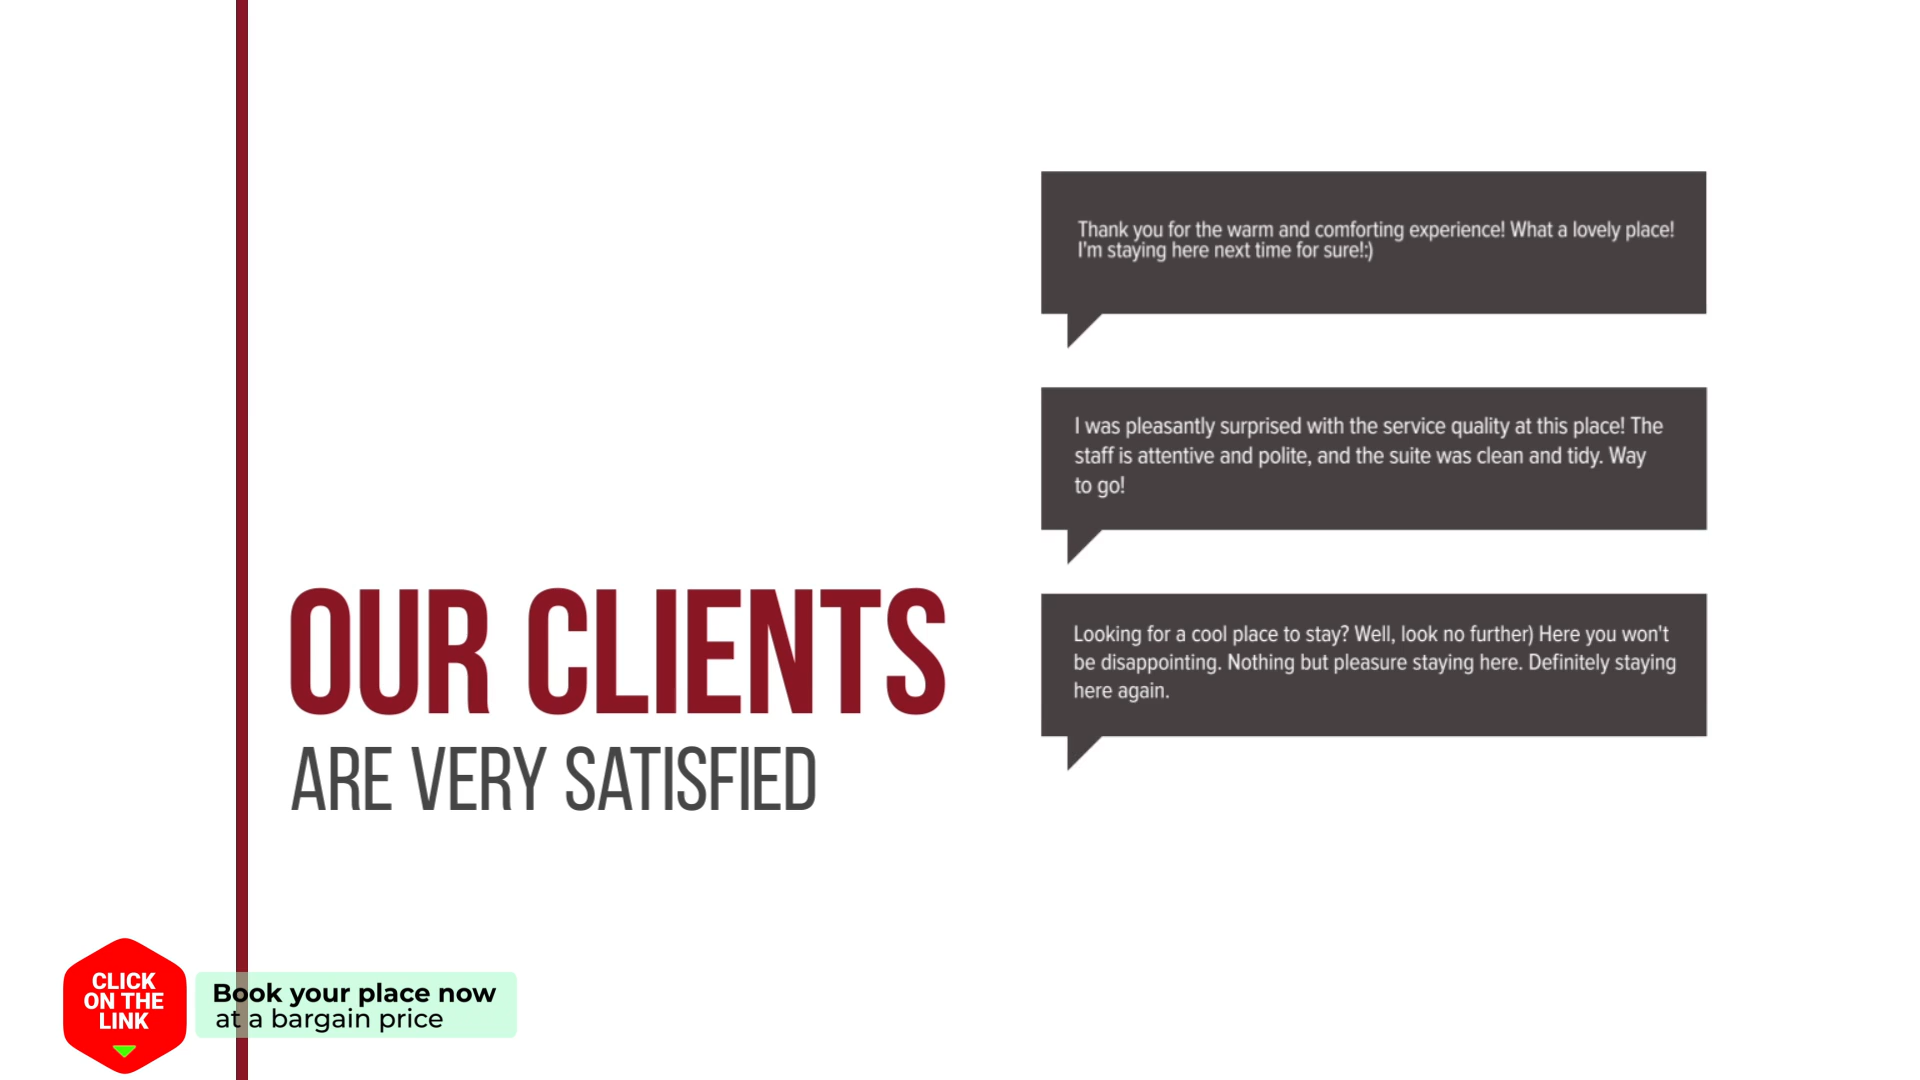 Thank you for the warm and comforting experience! What a lovely place!
I'm staying here next time for sure!:)
I was pleasantly surprised with the service quality at this place! The
staff is attentive and polite, and the suite was clean and tidy. Way
to go!
Looking for a cool place to stay? Well, look no further) Here you won't
be disappointing. Nothing but pleasure staying here. Definitely staying
here again.
OUR CLIENTS
ARE VERY SATISFIED
CLICK
ON THE
LINK
Book your place now
at a bargain price